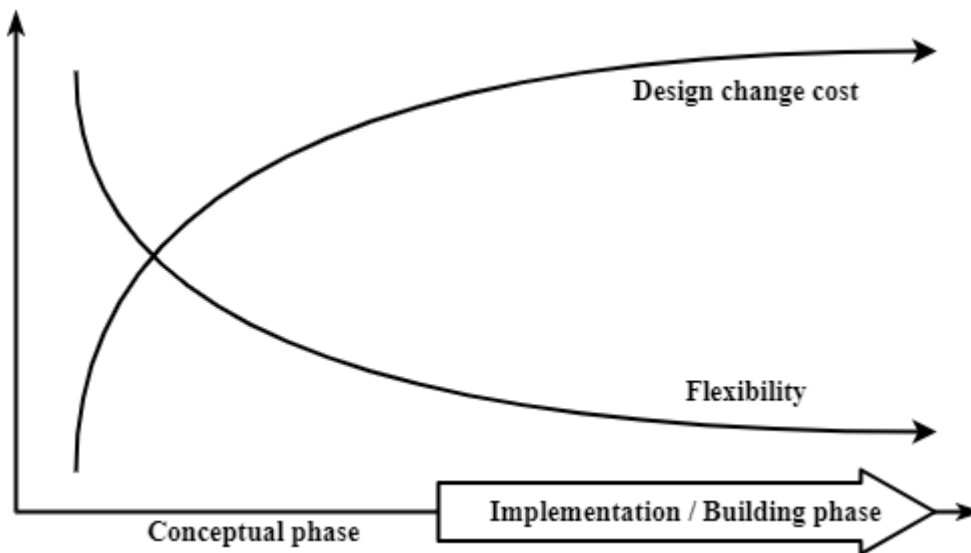 Design change cost
Flexibility
Implementation / Building phase
Conceptual phase